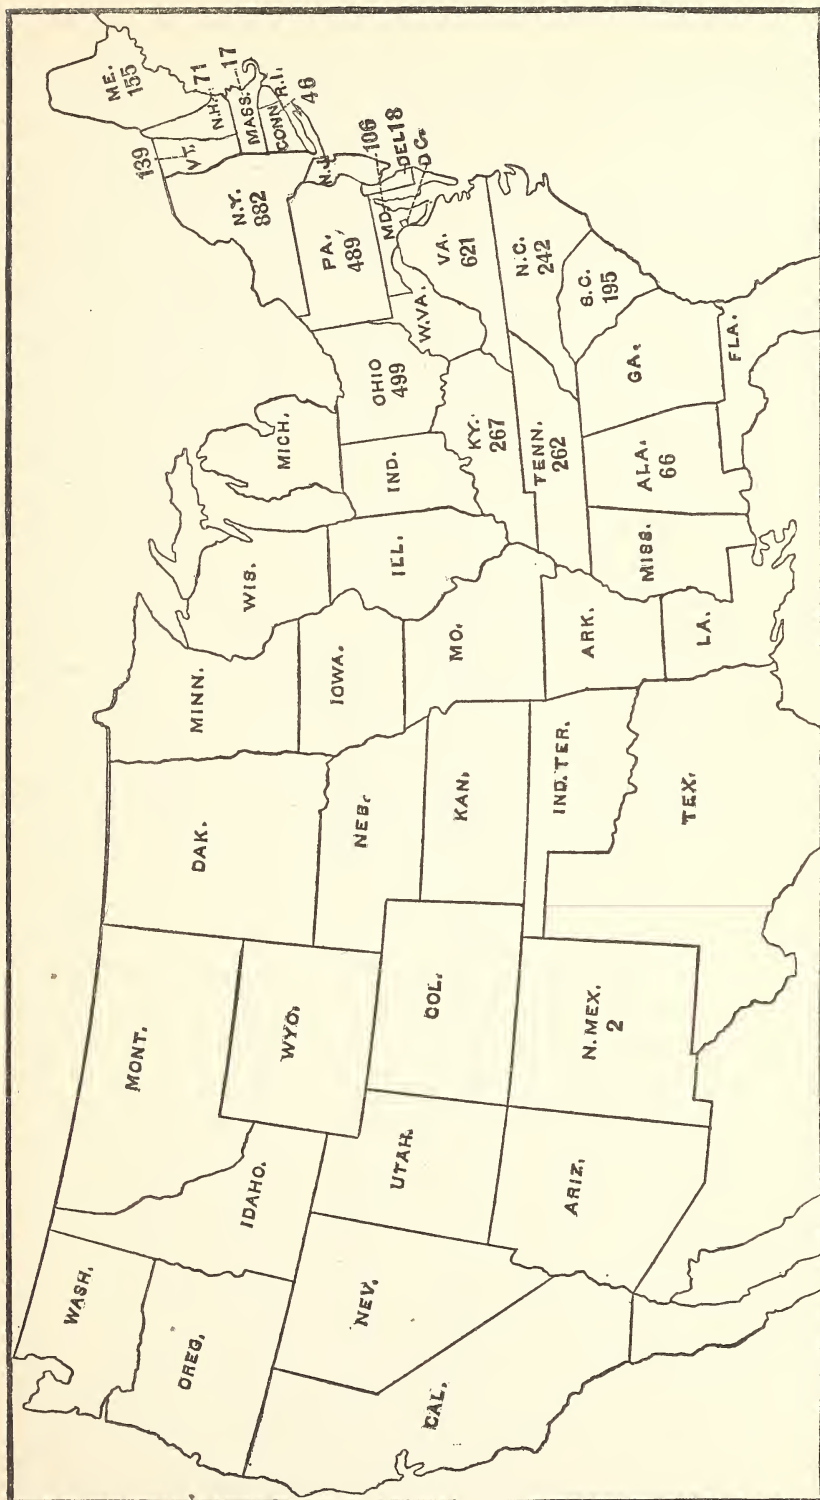 WASH.
OREG.
CAL.
NEV.
IDAHO.
MONT.
WYO.
UTAH.
ARIZ.
COL.
N. MEX.
2
DAK.
NEB.
KAN.
IND. TER.
TEX.
MINN.
IOWA.
MO.
ARK.
LA.
WIS.
ILL.
MISS.
MICH.
IND.
OHIO
499
KY.
267
TENN.
262
ALA.
66
GA.
FLA.
S.C.
195
N.C.
242
VA.
621
W.VA.
PA.
489
N.Y.
882
MD.
106
DEL 18
D.C.
N.J.
139
VT.
N.H.
71
MASS.
17
CONN
R.I.
46
ME.
155